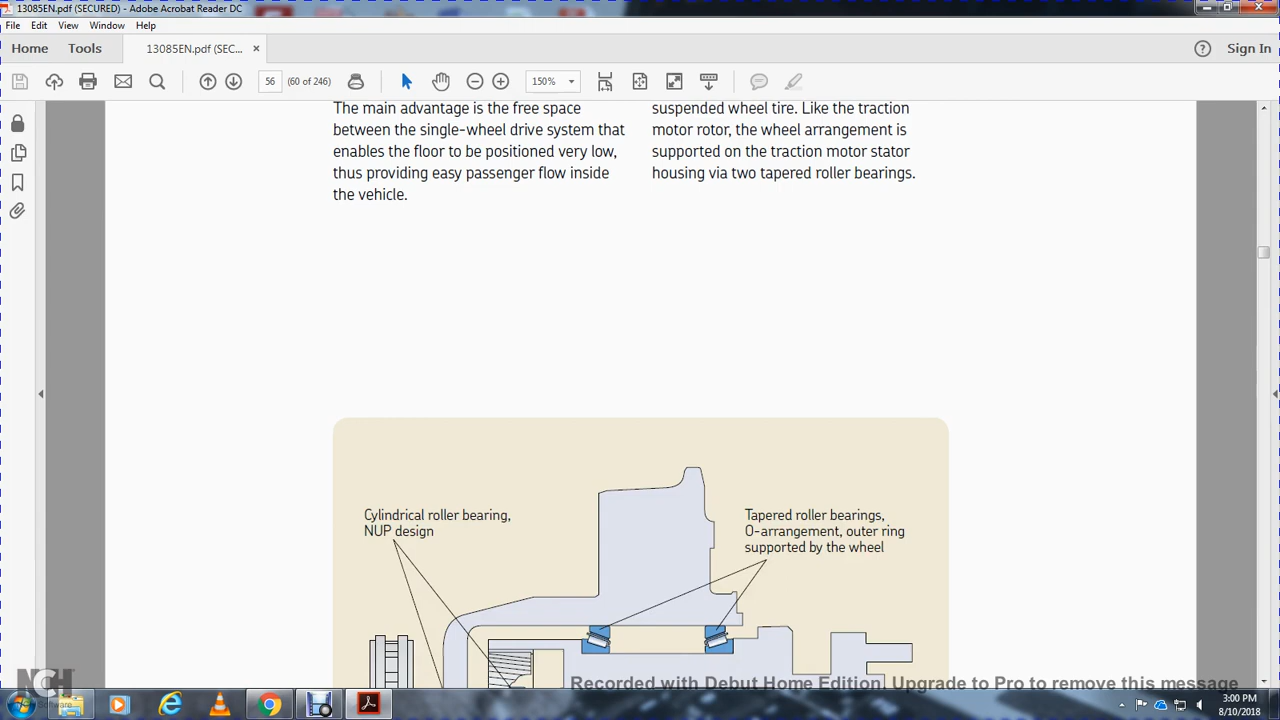 13085EN.pdf (SECURED) - Adobe Acrobat Reader DC
File Edit View Window Help
Home Tools 13085EN.pdf (SEC... × ? Sign In
56 (60 of 246) 150%
The main advantage is the free space
between the single-wheel drive system that
enables the floor to be positioned very low,
thus providing easy passenger flow inside
the vehicle.
suspended wheel tire. Like the traction
motor rotor, the wheel arrangement is
supported on the traction motor stator
housing via two tapered roller bearings.
Cylindrical roller bearing,
NUP design
Tapered roller bearings,
O-arrangement, outer ring
supported by the wheel
NCH
Software
Recorded with Debut Home Edition. Upgrade to Pro to remove this message
3:00 PM
8/10/2018